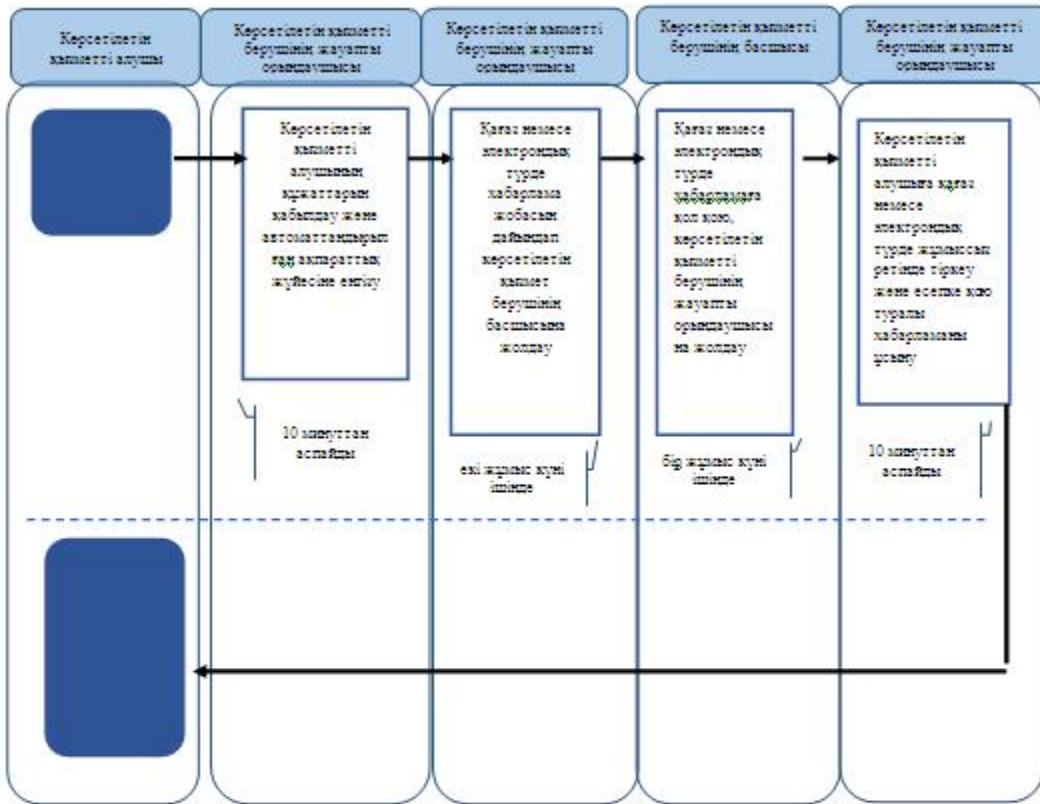 Көрсетілетін
қызметті алушы
Көрсетілетін қызметті
берушінің жауапты
орындаушысы
Көрсетілетін қызметті
берушінің жауапты
орындаушысы
Көрсетілетін қызметті
берушінің басшысы
Көрсетілетін қызметті
берушінің жауапты
орындаушысы
Көрсетілетін
қызметті
алушының
құжаттарын
қабылдау және
автоматтандырыл
ған ақпараттық
жүйесіне енгізу
Қағаз немесе
электрондық
түрде
хабарлама
жобасын
дайындап
көрсетілетін
қызмет
берушінің
басшысына
жолдау
Қағаз немесе
электрондық
түрде
қабарламаға
қол қою,
көрсетілетін
қызметті
берушінің
жауапты
орындаушысы
на жолдау
Көрсетілетін
қызметті
алушыға қағаз
немесе
электрондық
түрде жұмыссыз
ретінде тіркеу
және есепке қою
туралы
хабарламаны
ұсыну
10 минуттан
аспайды
екі жұмыс күні
ішінде
бір жұмыс күні
ішінде
10 минуттан
аспайды